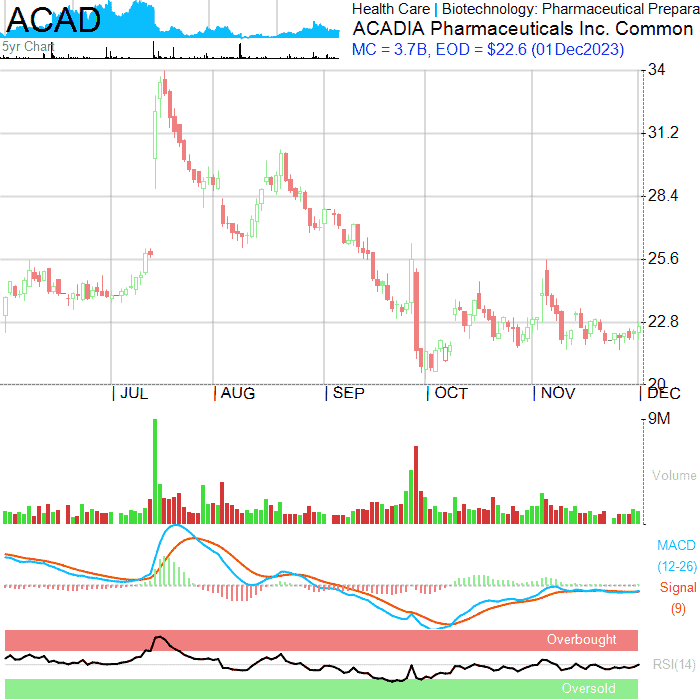 ACAD
5yr Chart
Health Care | Biotechnology: Pharmaceutical Prepara
ACADIA Pharmaceuticals Inc. Common
MC = 3.7B, EOD = $22.6 (01Dec2023)
34
31.2
28.4
25.6
22.8
20
JUL AUG SEP OCT NOV DEC
9M
Volume
MACD
(12-26)
Signal
(9)
Overbought
RSI(14)
Oversold